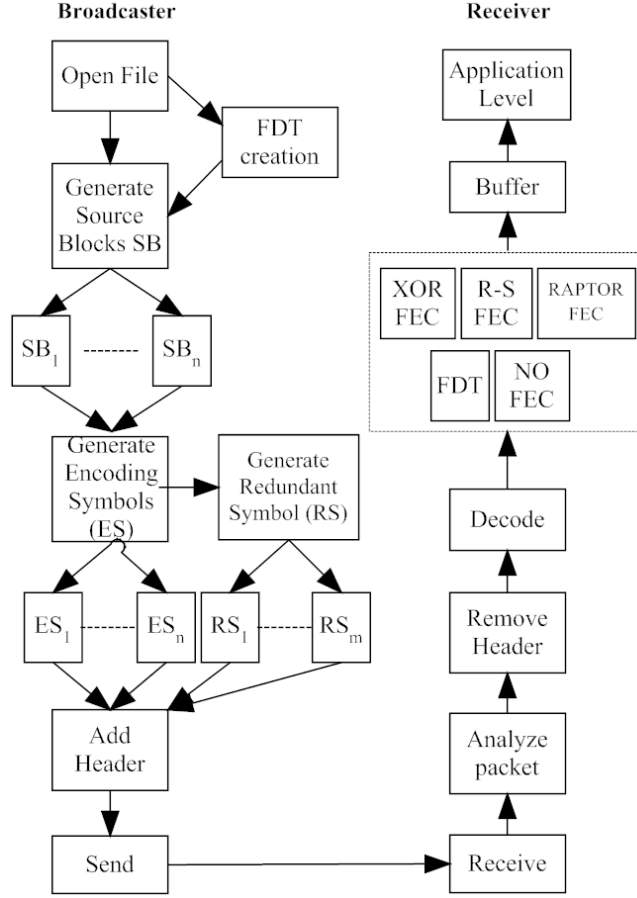 Broadcaster
Open File
FDT
creation
Generate
Source
Blocks SB
SB1
SBn
Generate
Encoding
Symbols
(ES)
Generate
Redundant
Symbol (RS)
ES1
ESn
RS1
RSm
Add
Header
Send
Receiver
Application
Level
Buffer
XOR
FEC
R-S
FEC
RAPTOR
FEC
FDT
NO
FEC
Decode
Remove
Header
Analyze
packet
Receive